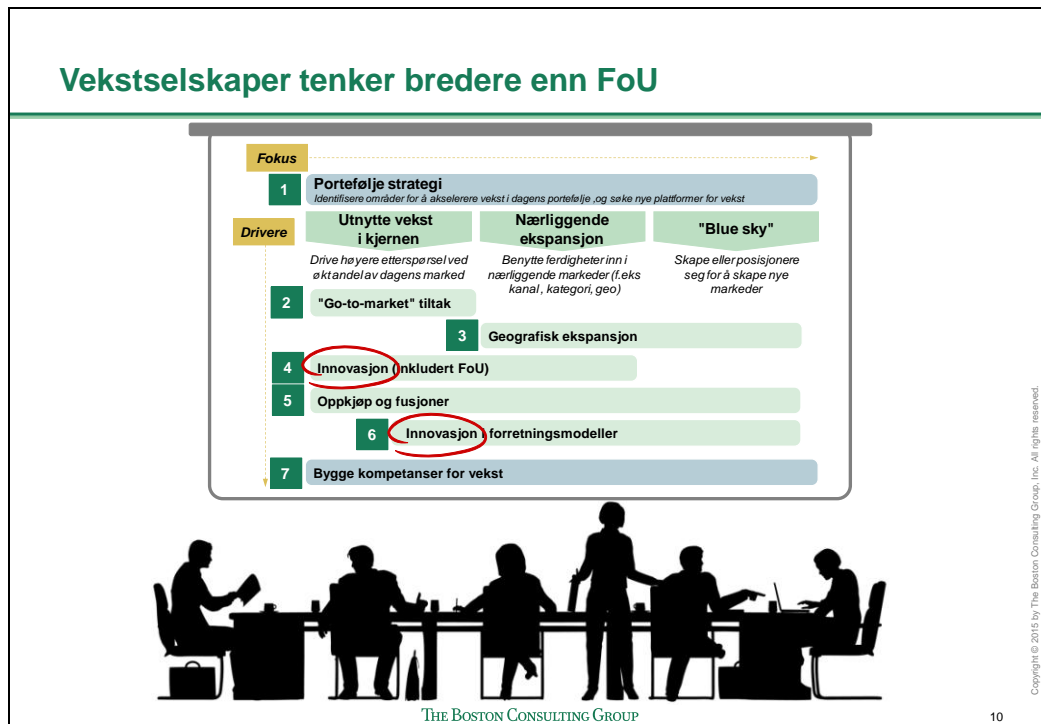 Vekstselskaper tenker bredere enn FoU
Fokus
1
Portefølje strategi
Identifisere områder for å akselerere vekst i dagens portefølje ,og søke nye plattformer for vekst
Drivere
Utnytte vekst
i kjernen
Nærliggende
ekspansjon
"Blue sky"
Drive høyere etterspørsel ved
økt andel av dagens marked
Benytte ferdigheter inn i
nærliggende markeder (f.eks
kanal , kategori, geo)
Skape eller posisjonere
seg for å skape nye
markeder
2
"Go-to-market" tiltak
3
Geografisk ekspansjon
4
Innovasjon (inkludert FoU)
5
Oppkjøp og fusjoner
6
Innovasjon i forretningsmodeller
7
Bygge kompetanser for vekst
Copyright © 2015 by The Boston Consulting Group, Inc. All rights reserved.
THE BOSTON CONSULTING GROUP
10